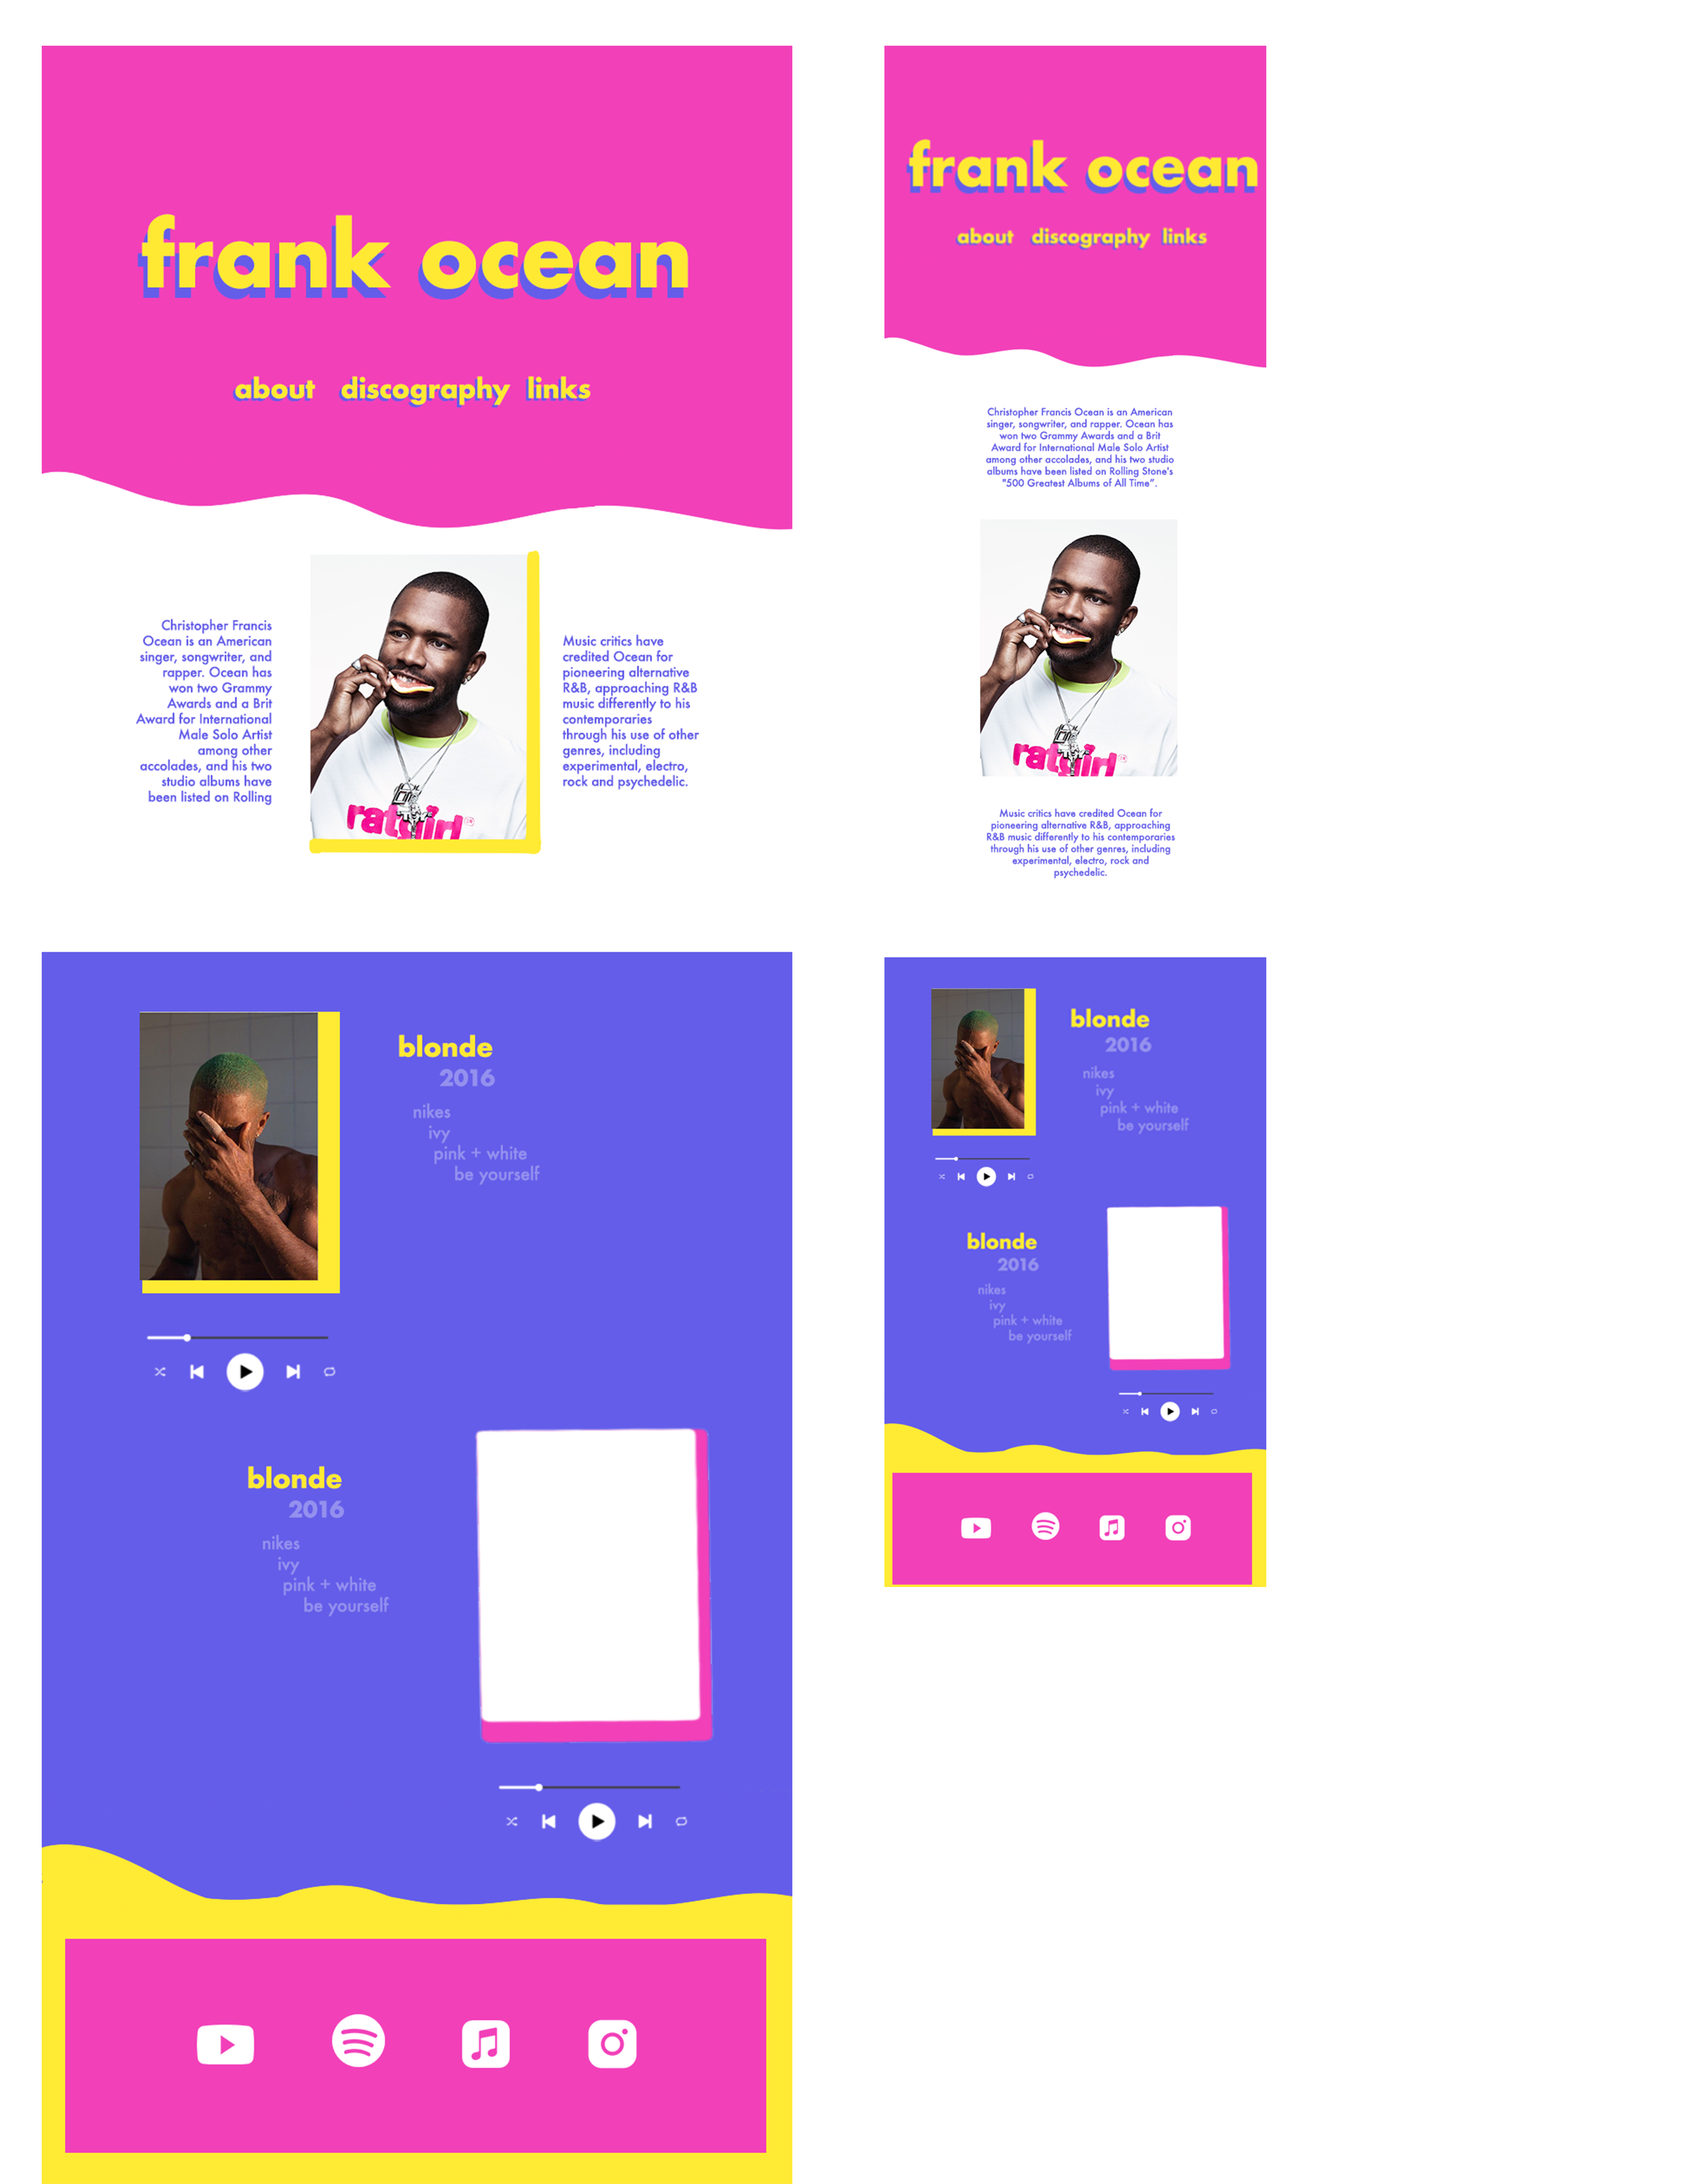 frank ocean
about discography links
Christopher Francis
Ocean is an American
singer, songwriter, and
rapper. Ocean has
won two Grammy
Awards and a Brit
Award for International
Male Solo Artist
among other
accolades, and his two
studio albums have
been listed on Rolling
ratgirl
Music critics have
credited Ocean for
pioneering alternative
R&B, approaching R&B
music differently to his
contemporaries
through his use of other
genres, including
experimental, electro,
rock and psychedelic.
blonde
2016
nikes
ivy
pink + white
be yourself
blonde
2016
nikes
ivy
pink + white
be yourself
frank ocean
about discography links
Christopher Francis Ocean is an American
singer, songwriter, and rapper. Ocean has
won two Grammy Awards and a Brit
Award for International Male Solo Artist
among other accolades, and his two studio
albums have been listed on Rolling Stone's
"500 Greatest Albums of All Time”.
ratgirl
Music critics have credited Ocean for
pioneering alternative R&B, approaching
R&B music differently to his contemporaries
through his use of other genres, including
experimental, electro, rock and
psychedelic.
blonde
2016
nikes
ivy
pink + white
be yourself
blonde
2016
nikes
ivy
pink + white
be yourself